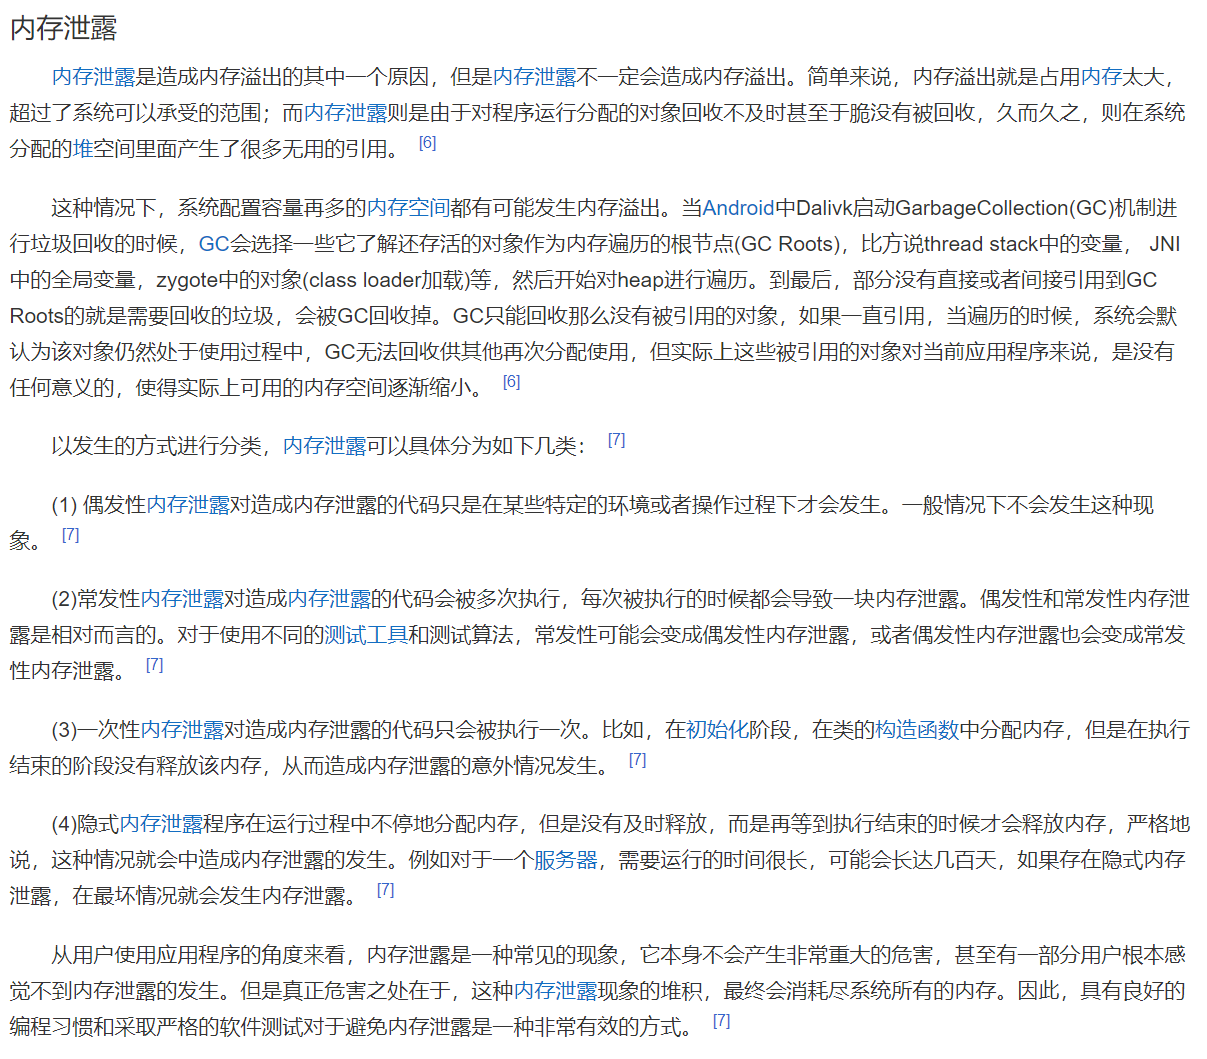 内存泄露
内存泄露是造成内存溢出的其中一个原因，但是内存泄露不一定会造成内存溢出。简单来说，内存溢出就是占用内存太大，
超过了系统可以承受的范围；而内存泄露则是由于对程序运行分配的对象回收不及时甚至于脆没有被回收，久而久之，则在系统
分配的堆空间里面产生了很多无用的引用。 [6]
这种情况下，系统配置容量再多的内存空间都有可能发生内存溢出。当Android中Dalivk启动GarbageCollection(GC)机制进
行垃圾回收的时候，GC会选择一些它了解还存活的对象作为内存遍历的根节点(GC Roots)，比方说thread stack中的变量， JNI
中的全局变量，zygote中的对象(class loader加载)等，然后开始对heap进行遍历。到最后，部分没有直接或者间接引用到GC
Roots的就是需要回收的垃圾，会被GC回收掉。GC只能回收那么没有被引用的对象，如果一直引用，当遍历的时候，系统会默
认为该对象仍然处于使用过程中，GC无法回收供其他再次分配使用，但实际上这些被引用的对象对当前应用程序来说，是没有
任何意义的，使得实际上可用的内存空间逐渐缩小。 [6]
以发生的方式进行分类，内存泄露可以具体分为如下几类： [7]
(1) 偶发性内存泄露对造成内存泄露的代码只是在某些特定的环境或者操作过程下才会发生。一般情况下不会发生这种现
象。 [7]
(2)常发性内存泄露对造成内存泄露的代码会被多次执行，每次被执行的时候都会导致一块内存泄露。偶发性和常发性内存泄
露是相对而言的。对于使用不同的测试工具和测试算法，常发性可能会变成偶发性内存泄露，或者偶发性内存泄露也会变成常发
性内存泄露。 [7]
(3)一次性内存泄露对造成内存泄露的代码只会被执行一次。比如，在初始化阶段，在类的构造函数中分配内存，但是在执行
结束的阶段没有释放该内存，从而造成内存泄露的意外情况发生。 [7]
(4)隐式内存泄露程序在运行过程中不停地分配内存，但是没有及时释放，而是再等到执行结束的时候才会释放内存，严格地
说，这种情况就会中造成内存泄露的发生。例如对于一个服务器，需要运行的时间很长，可能会长达几百天，如果存在隐式内存
泄露，在最坏情况就会发生内存泄露。 [7]
从用户使用应用程序的角度来看，内存泄露是一种常见的现象，它本身不会产生非常重大的危害，甚至有一部分用户根本感
觉不到内存泄露的发生。但是真正危害之处在于，这种内存泄露现象的堆积，最终会消耗尽系统所有的内存。因此，具有良好的
编程习惯和采取严格的软件测试对于避免内存泄露是一种非常有效的方式。 [7]